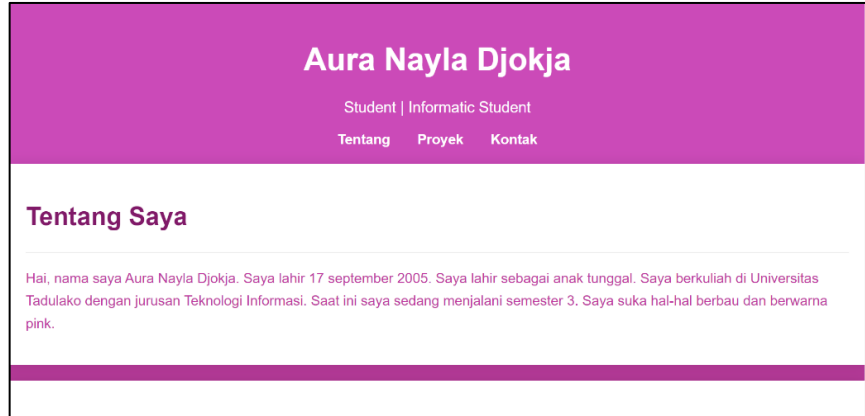 Aura Nayla Djokja
Student | Informatic Student
Tentang Proyek Kontak
Tentang Saya
Hai, nama saya Aura Nayla Djokja. Saya lahir 17 september 2005. Saya lahir sebagai anak tunggal. Saya berkuliah di Universitas
Tadulako dengan jurusan Teknologi Informasi. Saat ini saya sedang menjalani semester 3. Saya suka hal-hal berbau dan berwarna
pink.